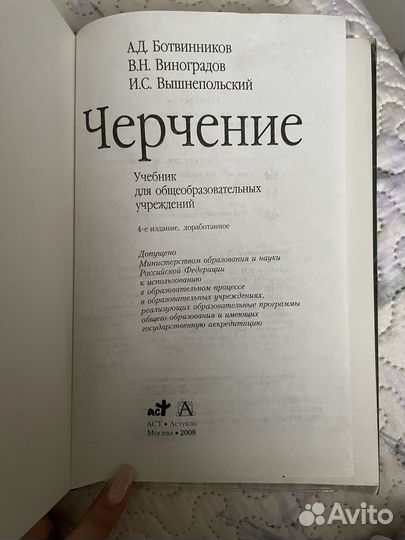 А.Д. Ботвинников
В.Н. Виноградов
И.С. Вышнепольский
Черчение
Учебник
для общеобразовательных
учреждений
4-е издание, доработанное
Допущено
Министерством образования и науки
Российской Федерации
к использованию
в образовательном процессе
в образовательных учреждениях,
реализующих образовательные программы
общего образования и имеющих
государственную аккредитацию
аст А
АСТ • Астрель
Москва • 2008
Avito